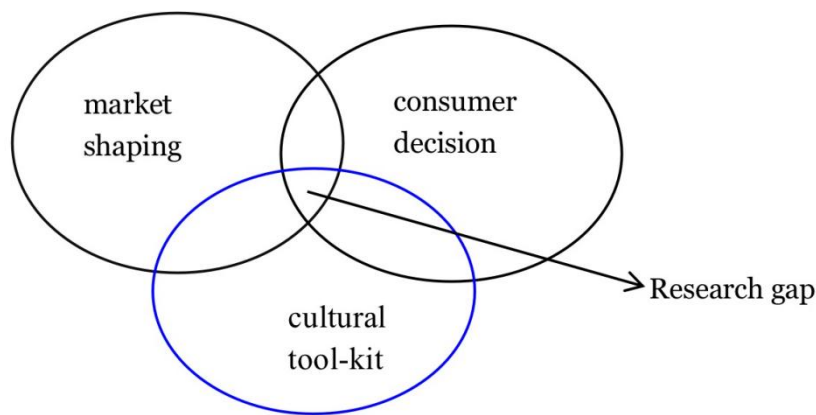 market
shaping
consumer
decision
Research gap
cultural
tool-kit